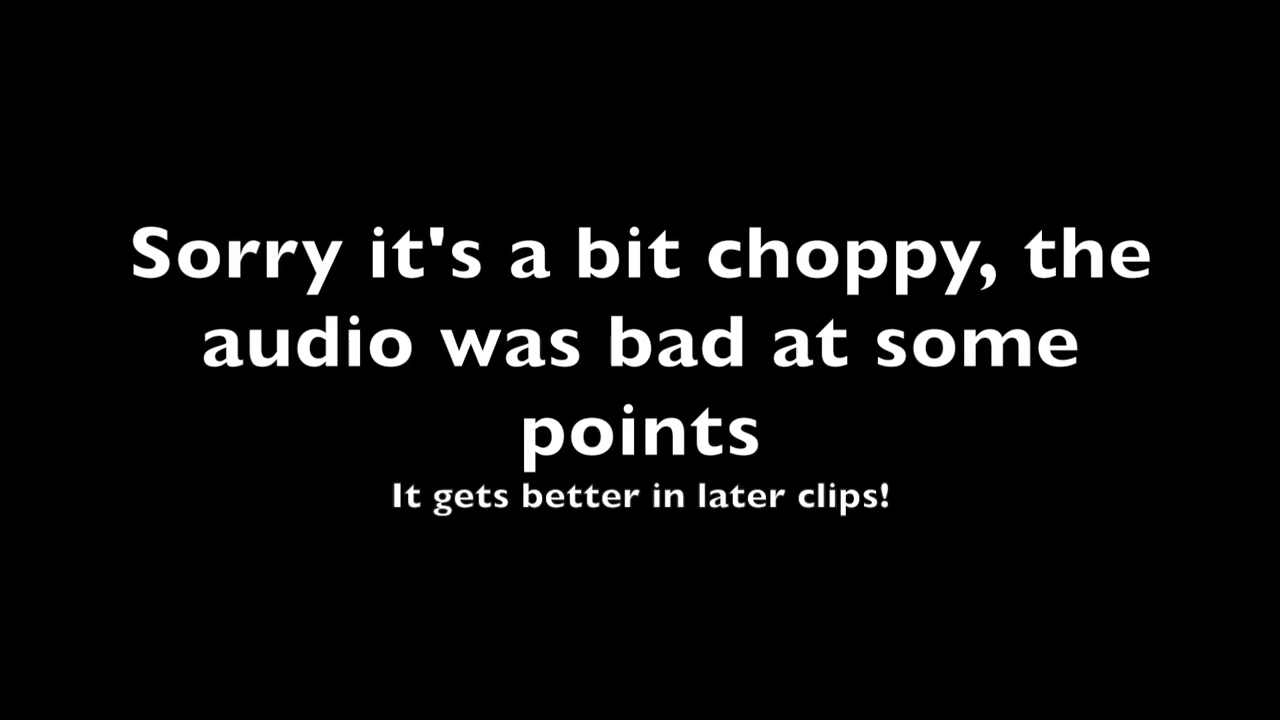 Sorry it's a bit choppy, the
audio was bad at some
points
It gets better in later clips!